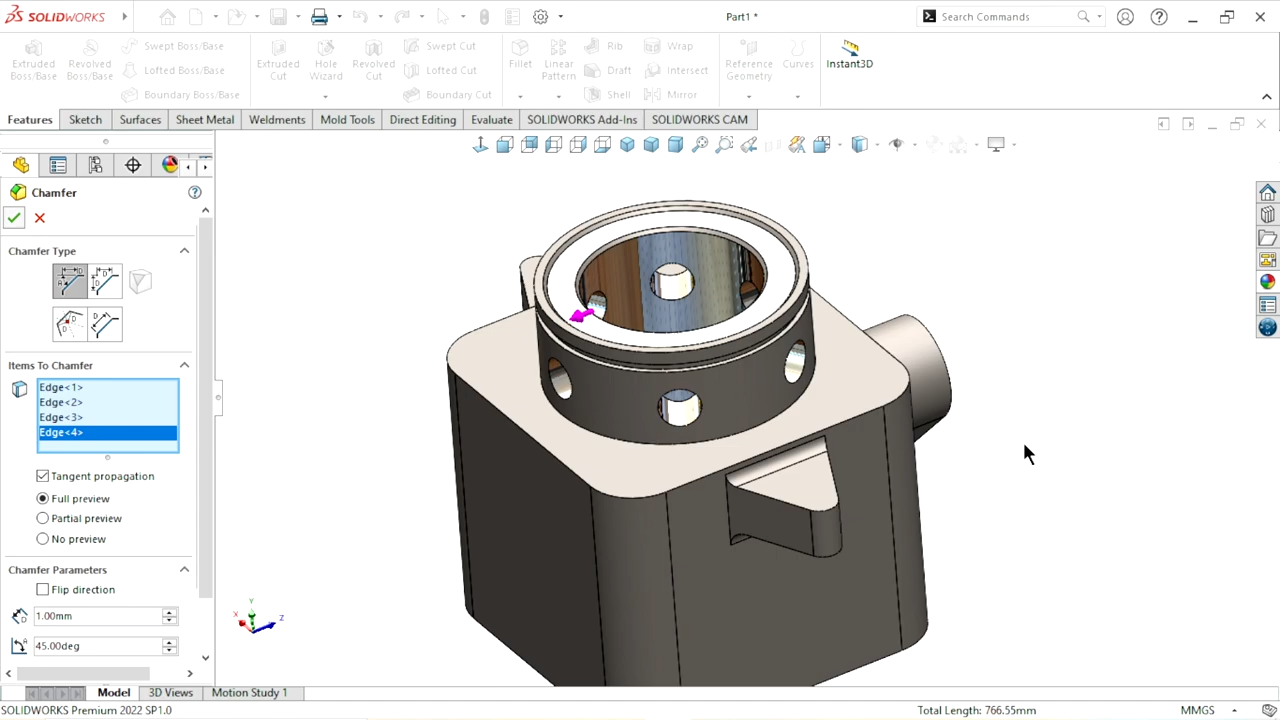 SOLIDWORKS
Part1 *
Search Commands
Extruded Boss/Base
Revolved Boss/Base
Swept Boss/Base
Lofted Boss/Base
Boundary Boss/Base
Extruded Cut
Hole Wizard
Revolved Cut
Swept Cut
Lofted Cut
Boundary Cut
Fillet
Linear Pattern
Rib
Draft
Shell
Wrap
Intersect
Mirror
Reference Geometry
Curves
Instant3D
Features
Sketch
Surfaces
Sheet Metal
Weldments
Mold Tools
Direct Editing
Evaluate
SOLIDWORKS Add-Ins
SOLIDWORKS CAM
Chamfer
Chamfer Type
Items To Chamfer
Edge<1>
Edge<2>
Edge<3>
Edge<4>
Tangent propagation
Full preview
Partial preview
No preview
Chamfer Parameters
Flip direction
1.00mm
45.00deg
Y
X
Z
Model
3D Views
Motion Study 1
SOLIDWORKS Premium 2022 SP1.0
Total Length: 766.55mm
MMGS